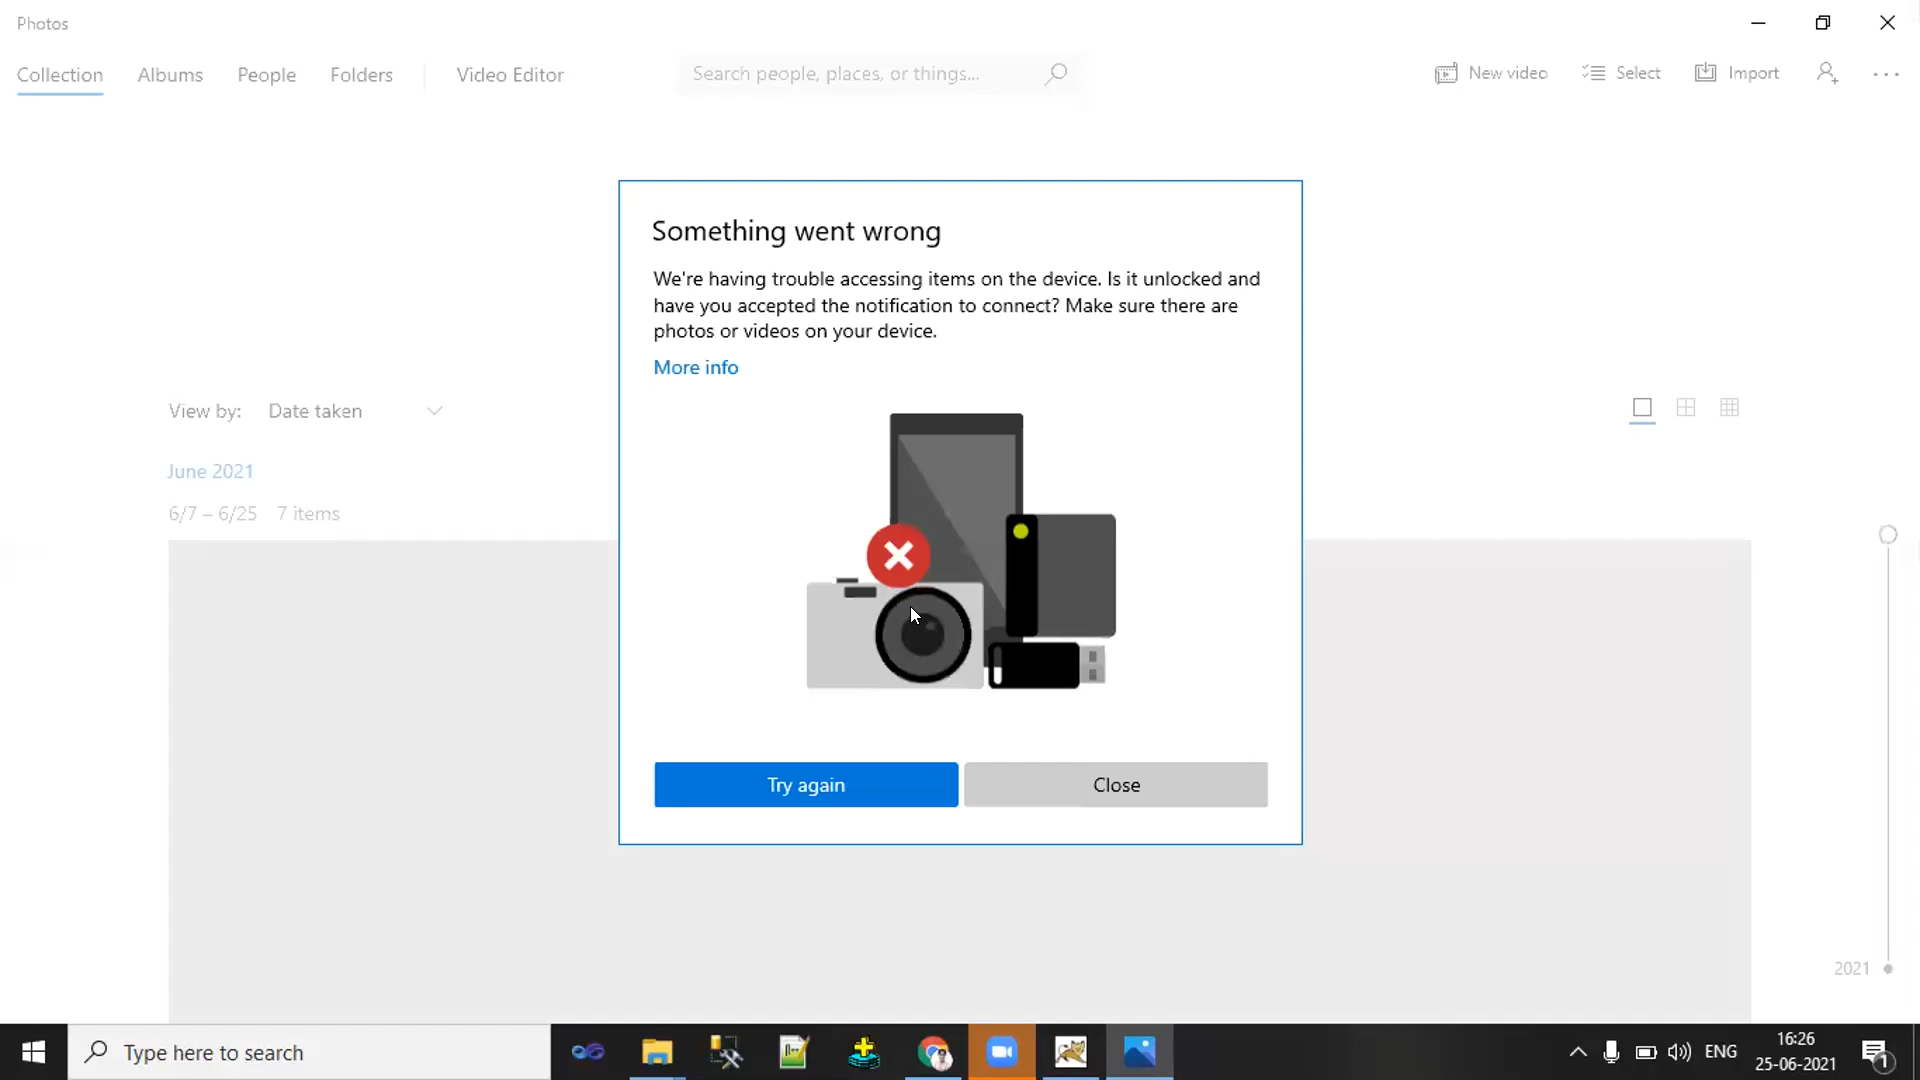 Photos
Collection Albums People Folders Video Editor
Search people, places, or things...
New video Select Import
Something went wrong
We're having trouble accessing items on the device. Is it unlocked and
have you accepted the notification to connect? Make sure there are
photos or videos on your device.
More info
View by: Date taken
June 2021
6/7 – 6/25 7 items
Try again Close
2021
Type here to search
ENG
16:26
25-06-2021
1